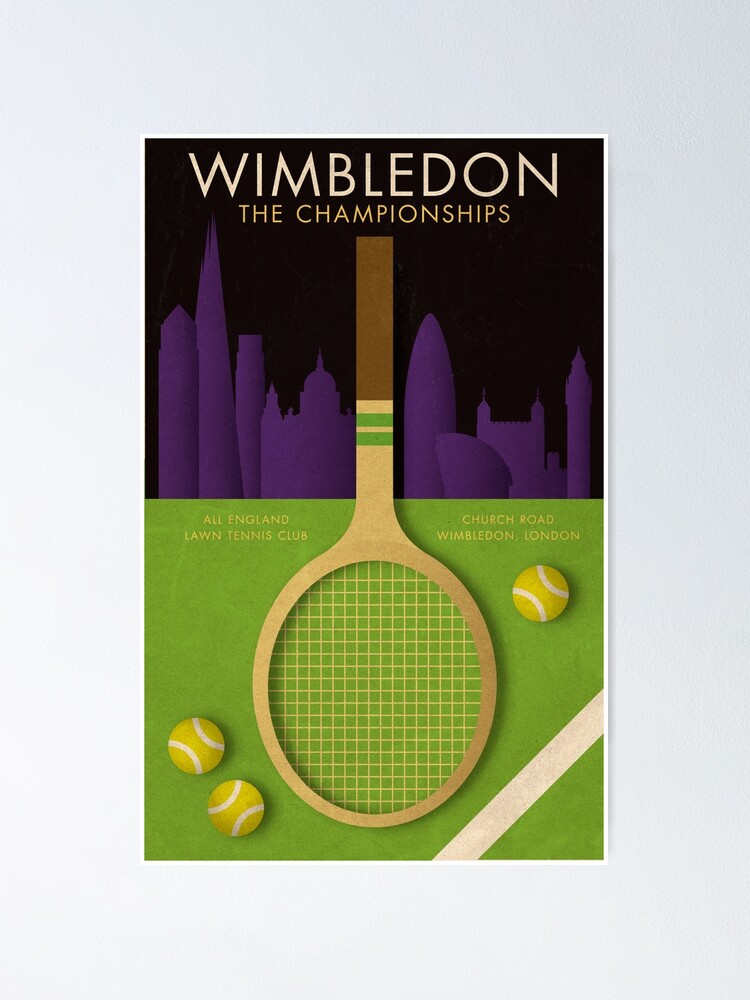 WIMBLEDON
THE CHAMPIONSHIPS
ALL ENGLAND
LAWN TENNIS CLUB
CHURCH ROAD
WIMBLEDON, LONDON